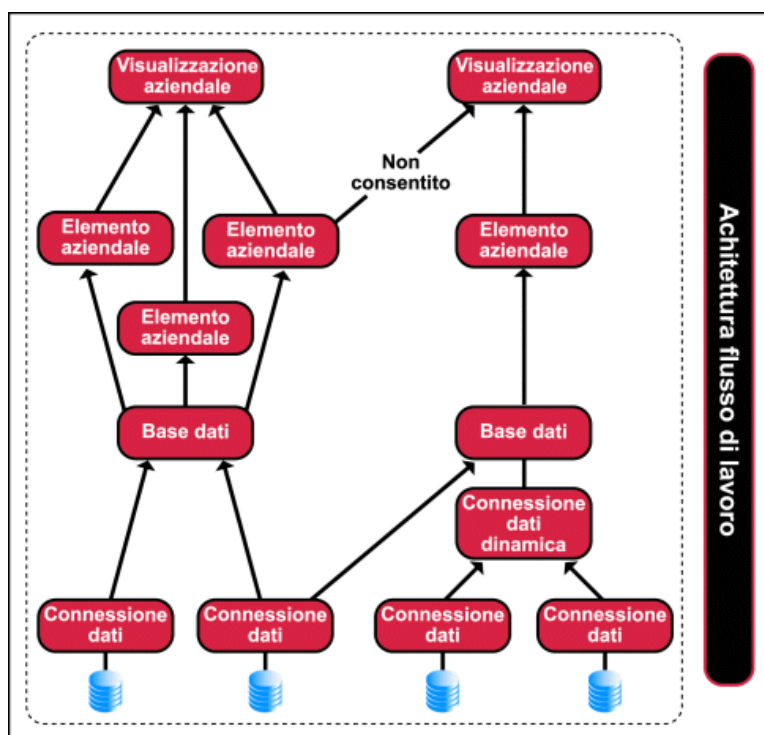 Visualizzazione
aziendale
Visualizzazione
aziendale
Non
consentito
Elemento
aziendale
Elemento
aziendale
Elemento
aziendale
Elemento
aziendale
Base dati
Base dati
Connessione
dati
dinamica
Connessione
dati
Connessione
dati
Connessione
dati
Connessione
dati
Achitettura flusso di lavoro